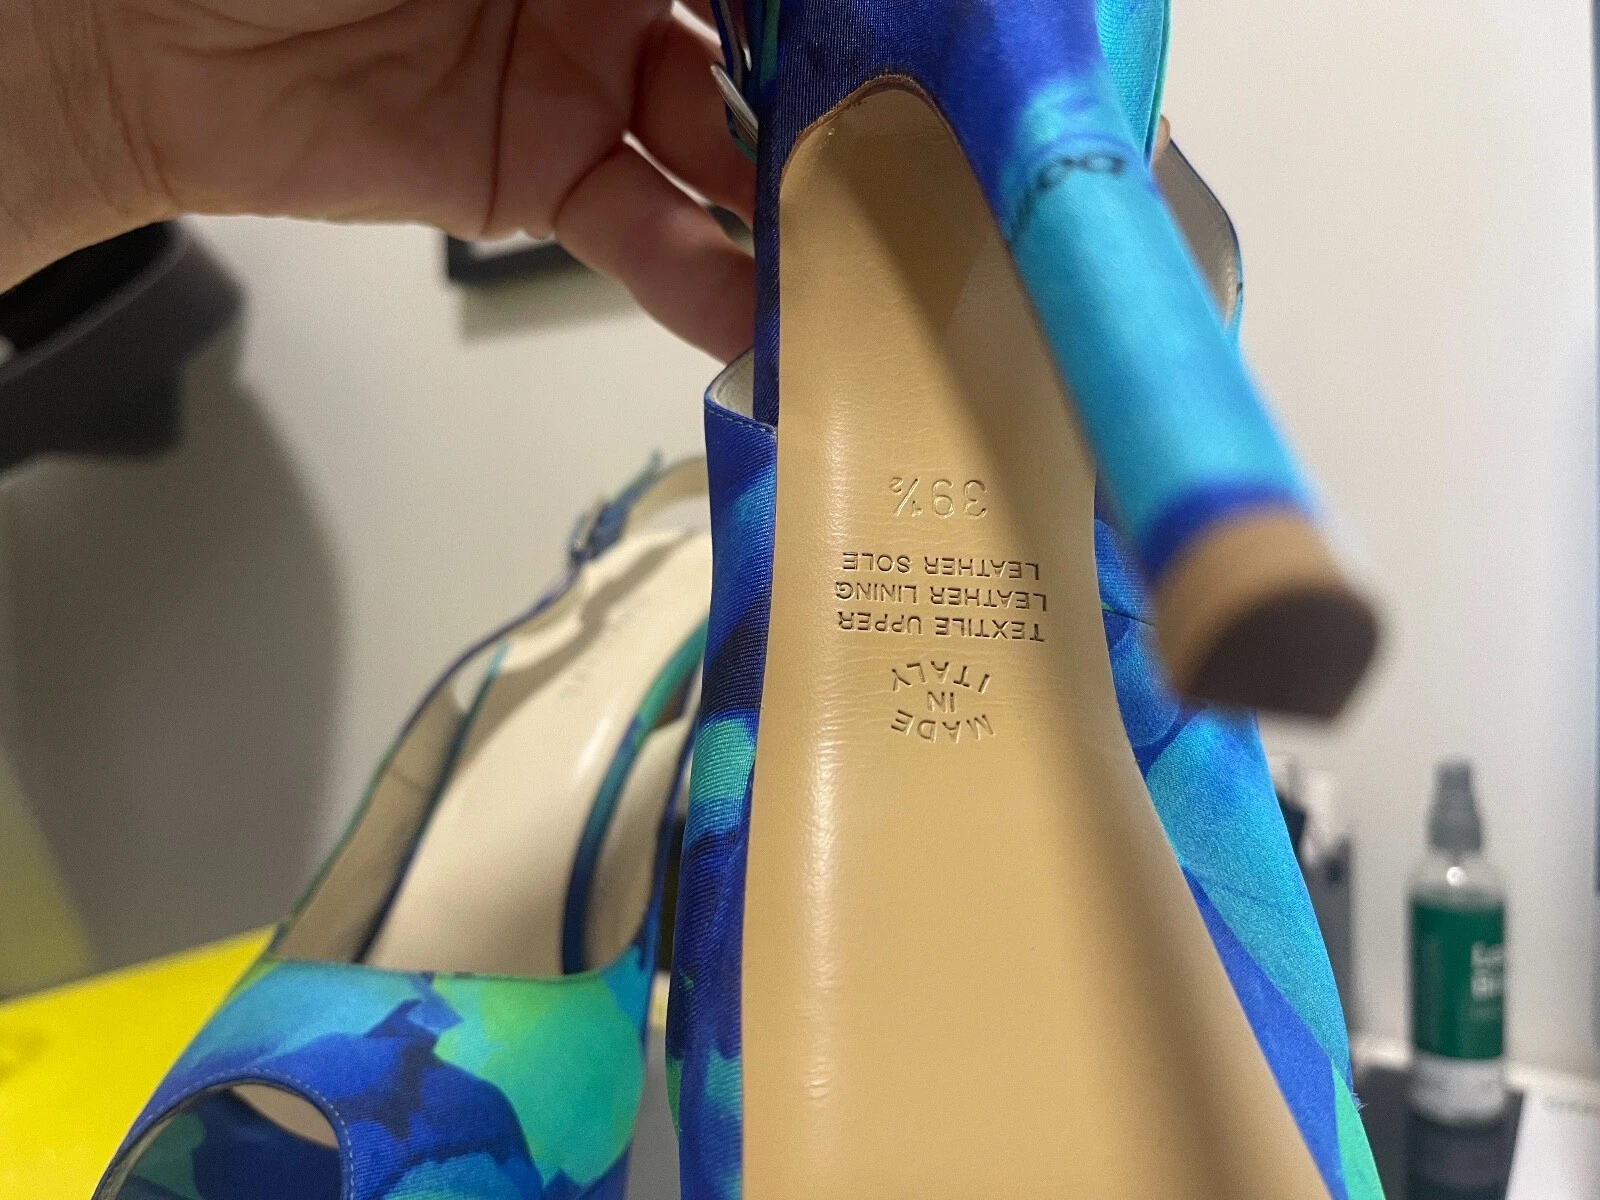 39½
LEATHER SOLE
LEATHER LINING
TEXTILE UPPER
MADE
IN
ITALY